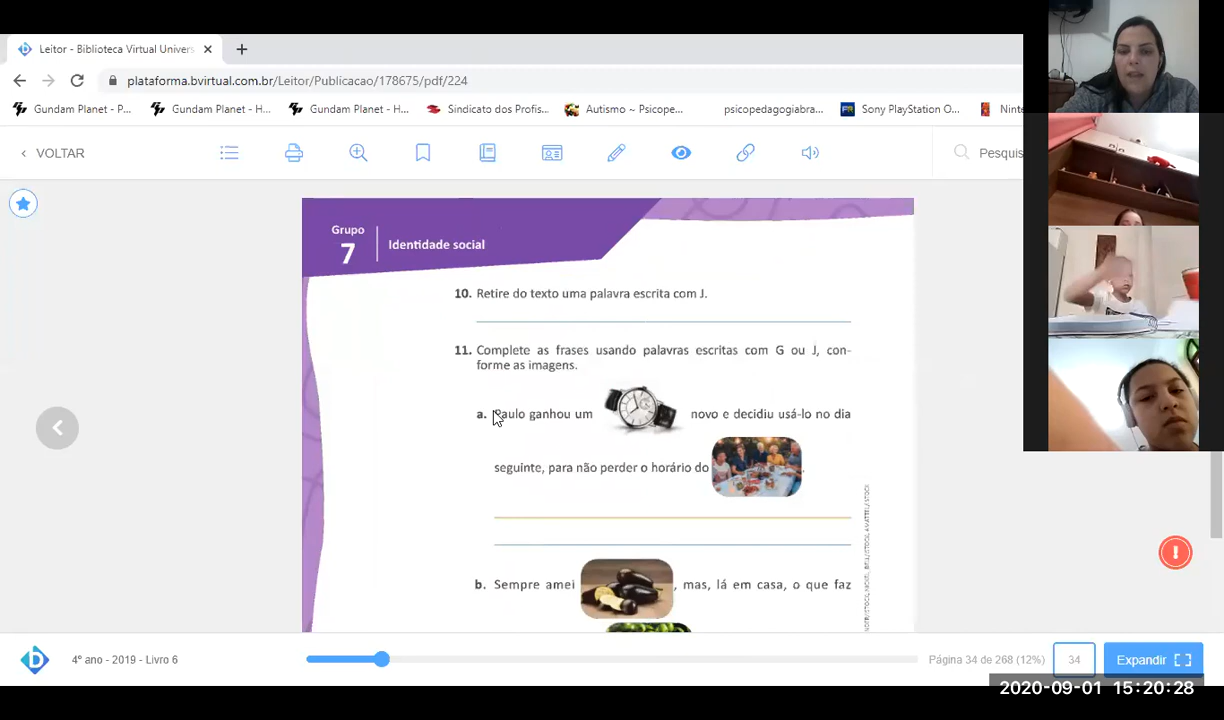 Leitor - Biblioteca Virtual Univers
plataforma.bvirtual.com.br/Leitor/Publicacao/178675/pdf/224
Gundam Planet - P... Gundam Planet - H... Gundam Planet - H... Sindicato dos Profis... Autismo ~ Psicope... psicopedagogiabra... Sony PlayStation O... Ninte
VOLTAR
Pesquis
Grupo
7
Identidade social
10. Retire do texto uma palavra escrita com J.
11. Complete as frases usando palavras escritas com G ou J, con-
forme as imagens.
a. Paulo ganhou um novo e decidiu usá-lo no dia
seguinte, para não perder o horário do .
b. Sempre amei , mas, lá em casa, o que faz
4º ano - 2019 - Livro 6
Página 34 de 268 (12%)
34
Expandir
2020-09-01 15:20:28